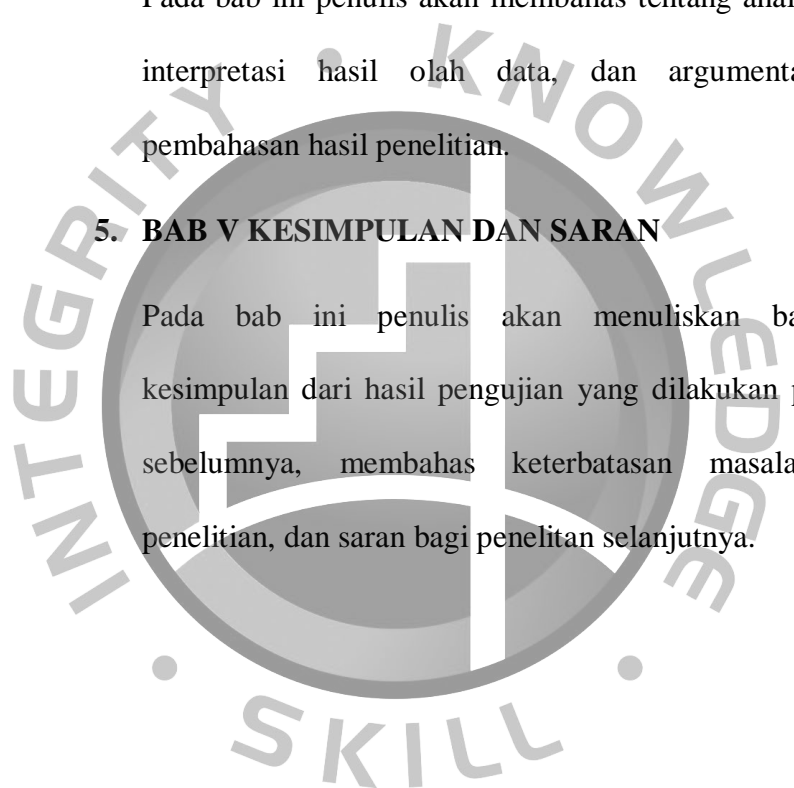 Pada bab ini penulis akan membahas tentang
interpretasi hasil olah data, dan
pembahasan hasil penelitian.
5. BAB V KESIMPULAN DAN SARAN
Pada bab ini penulis akan menuliskan
kesimpulan dari hasil pengujian yang dilakukan
sebelumnya, membahas keterbatasan
penelitian, dan saran bagi penelitan selanjutnya.
INTEGRITY • KNOWLEDGE • SKILL •